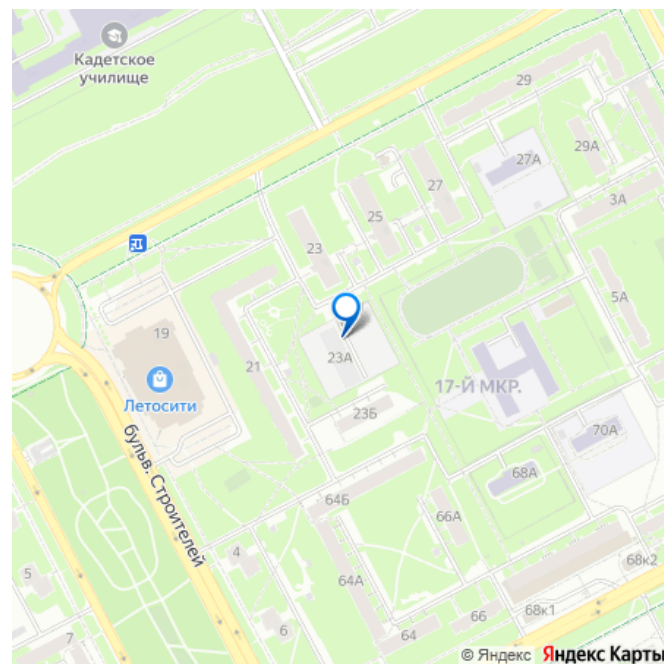 Кадетское
училище
29
29А
27А
27
3А
25
23
5А
19
21
23А
Летосити
17-Й МКР.
23Б
70А
68А
бульв. Строителей
64Б
66А
4
68к2
5
64А
68к1
66
6
7
64
© Яндекс Яндекс Карты